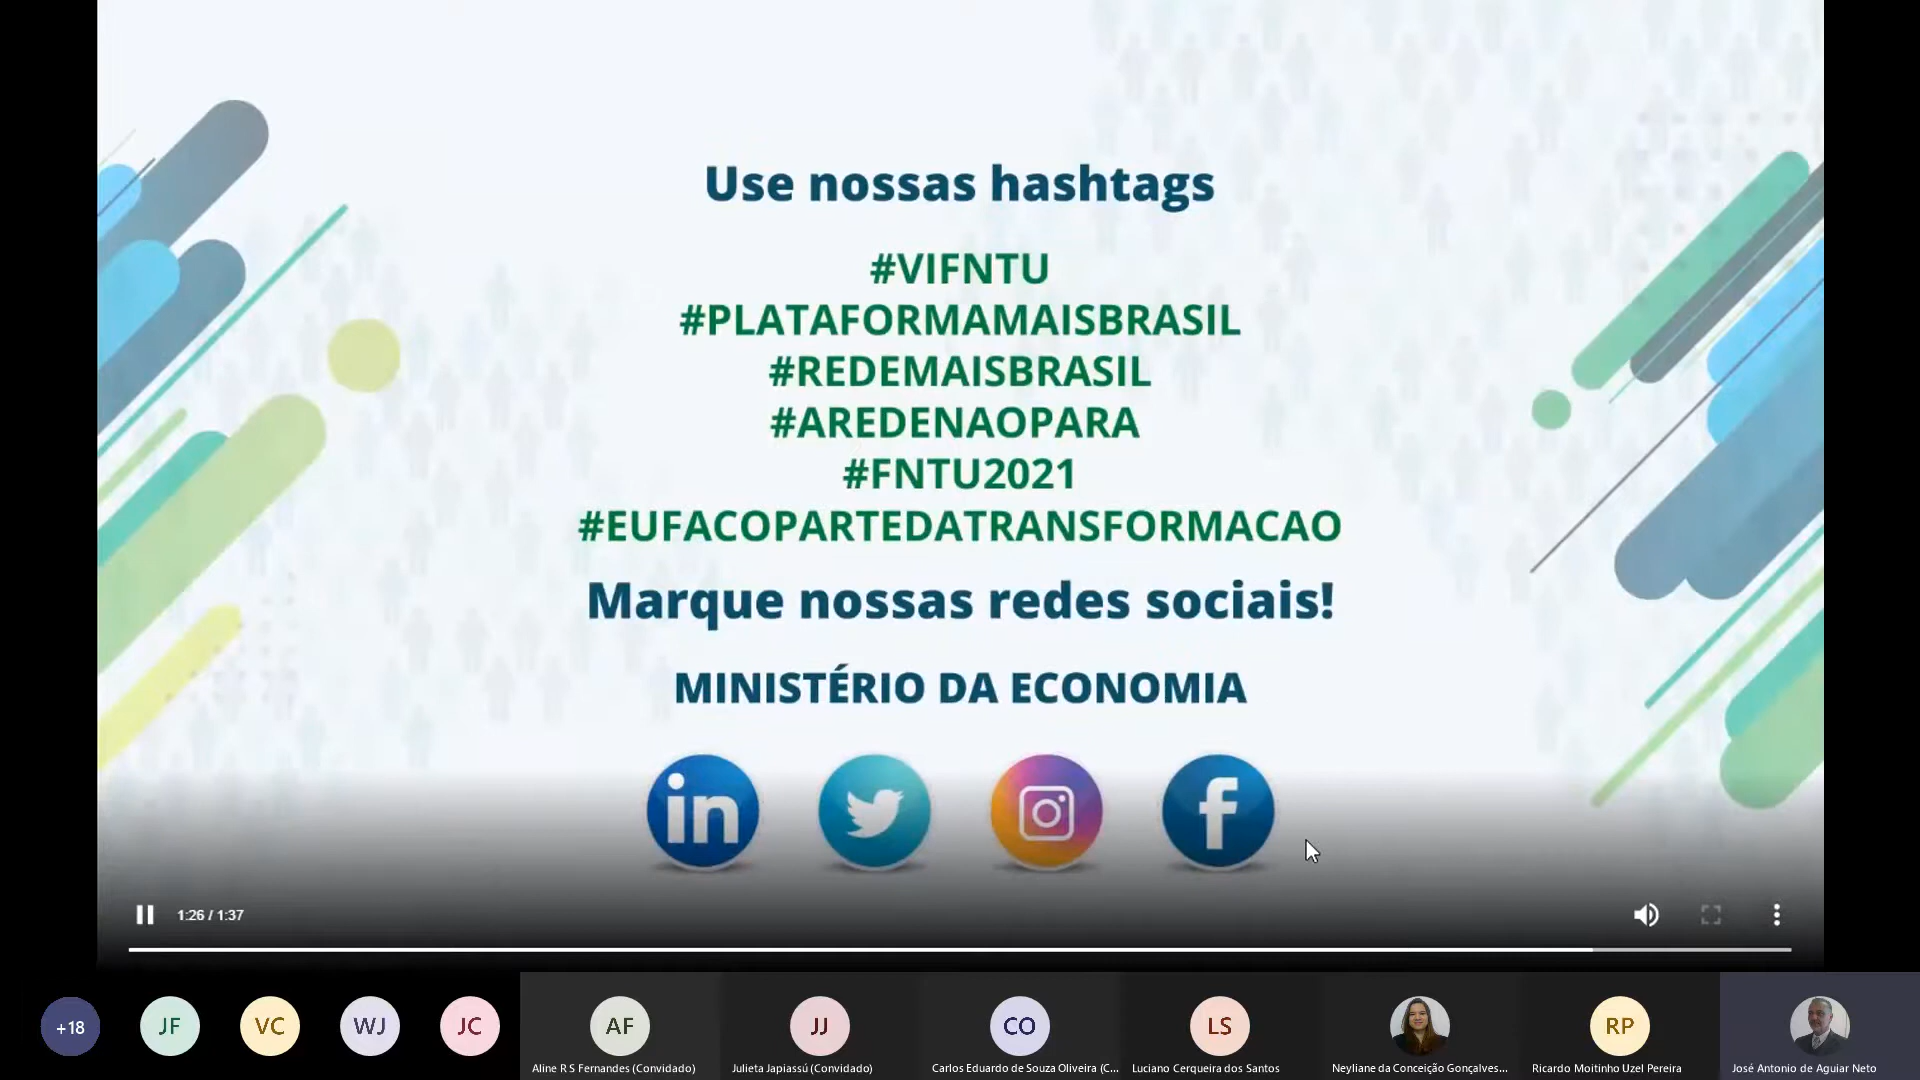 Use nossas hashtags
#VIFNTU
#PLATAFORMAMAISBRASIL
#REDEMAISBRASIL
#AREDENAOPARA
#FNTU2021
#EUFACOPARTEDATRANSFORMACAO
Marque nossas redes sociais!
MINISTÉRIO DA ECONOMIA
in
f
1:26 / 1:37
+18
JF
VC
WJ
JC
AF
JJ
CO
LS
RP
Aline R S Fernandes (Convidado)
Julieta Japiassú (Convidado)
Carlos Eduardo de Souza Oliveira (C...
Luciano Cerqueira dos Santos
Neyliane da Conceição Gonçalves...
Ricardo Moitinho Uzel Pereira
José Antonio de Aguiar Neto